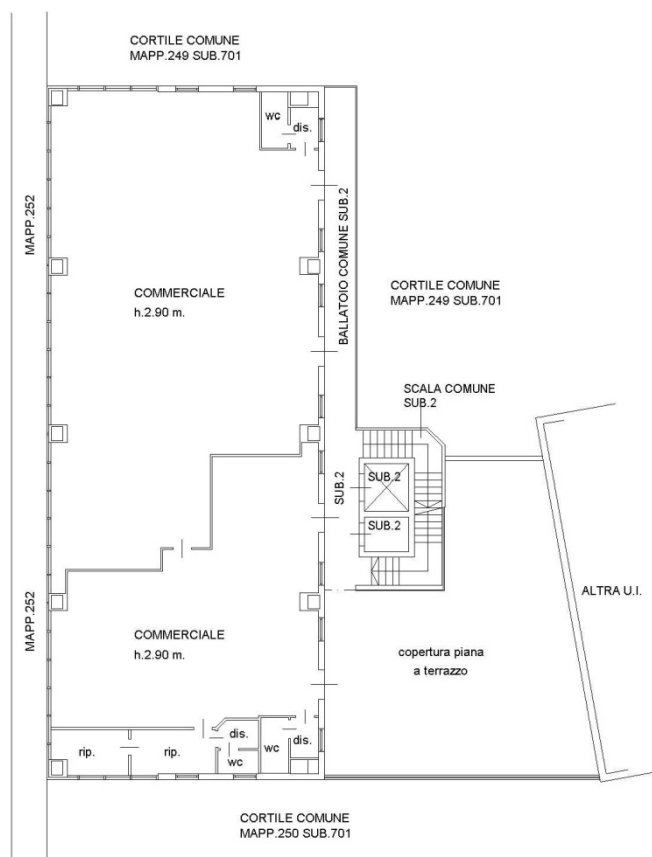 CORTILE COMUNE
MAPP.249 SUB.701
wc
dis.
MAPP.252
BALLATOIO COMUNE SUB.2
COMMERCIALE
h.2.90 m.
CORTILE COMUNE
MAPP.249 SUB.701
SCALA COMUNE
SUB.2
SUB.2
SUB.2
SUB.2
MAPP.252
COMMERCIALE
h.2.90 m.
ALTRA U.I.
copertura piana
a terrazzo
rip.
rip.
dis.
wc
wc
dis.
CORTILE COMUNE
MAPP.250 SUB.701